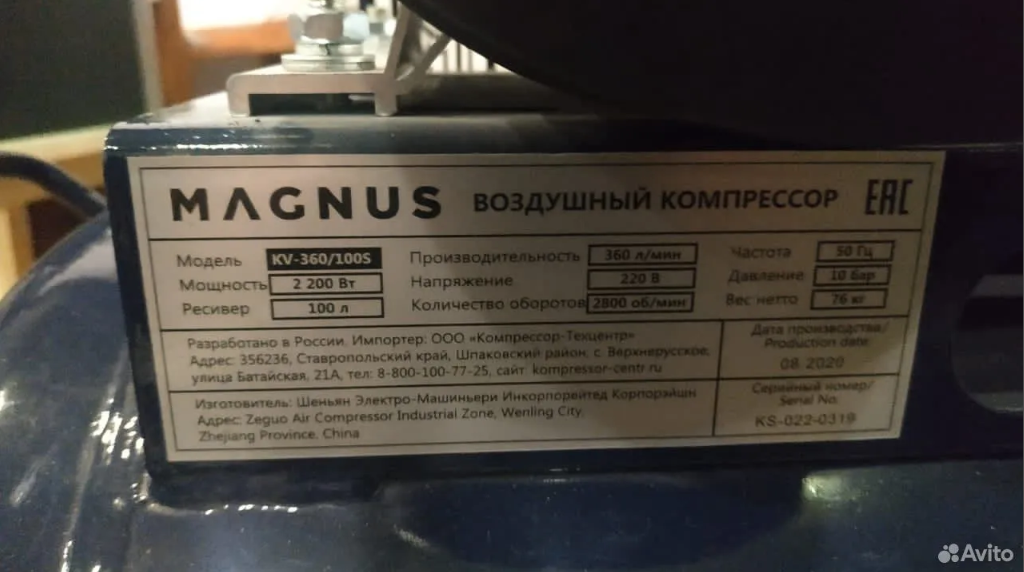 MAGNUS ВОЗДУШНЫЙ КОМПРЕССОР EAC
Модель KV-360/100S Производительность 360 л/мин Частота 50 Гц
Мощность 2 200 Вт Напряжение 220 В Давление 10 бар
Ресивер 100 л Количество оборотов 2800 об/мин Вес нетто 76 кг
Разработано в России. Импортер: ООО «Компрессор-Техцентр»
Адрес: 356236, Ставропольский край, Шпаковский район, с. Верхнерусское,
улица Батайская, 21А, тел: 8-800-100-77-25, сайт: kompressor-centr.ru
Дата производства/
Production date
08.2020
Изготовитель: Шеньян Электро-Машиньери Инкорпорейтед Корпорэйшн
Адрес: Zeguo Air Compressor Industrial Zone, Wenling City,
Zhejiang Province, China
Серийный номер/
Serial No.
KS-022-0319
Avito